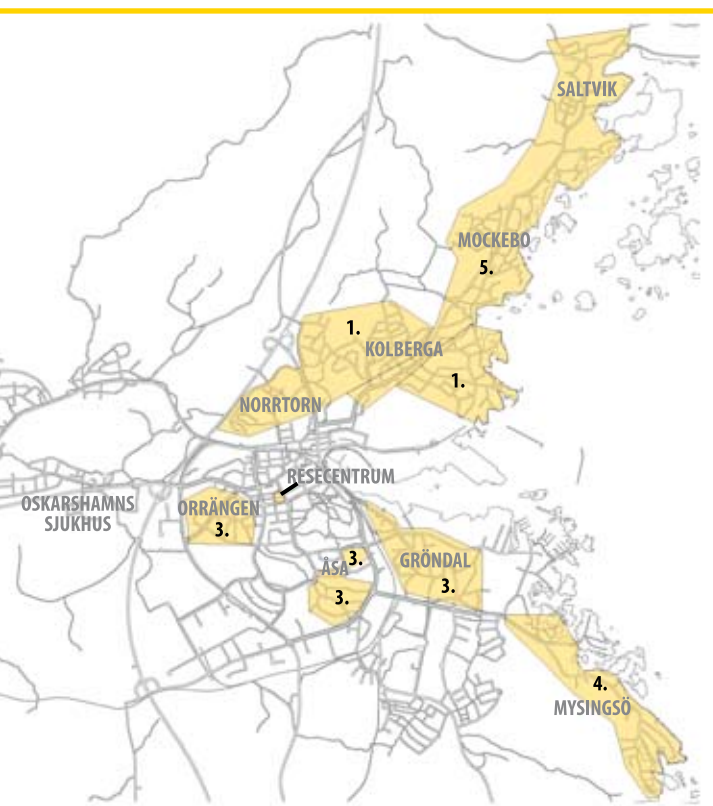 SALTVIK
MOCKEBO
5.
1.
KOLBERGA
1.
NORRTORN
RESECENTRUM
OSKARSHAMNS
SJUKHUS
ORRÄNGEN
3.
ÅSA
3.
3.
GRÖNDAL
3.
4.
MYSINGSÖ